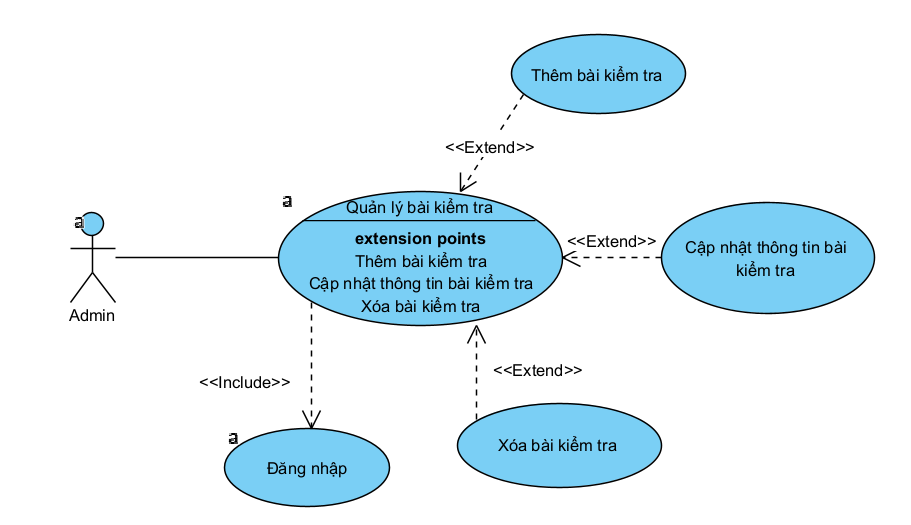 Thêm bài kiểm tra
<<Extend>>
a
Quản lý bài kiểm tra
a
extension points
Thêm bài kiểm tra
Cập nhật thông tin bài kiểm tra
Xóa bài kiểm tra
<<Extend>>
Cập nhật thông tin bài
kiểm tra
Admin
<<Extend>>
<<Include>>
a
Đăng nhập
Xóa bài kiểm tra